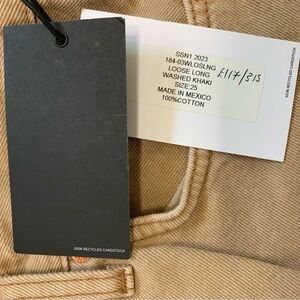 SSN1 2023
184-03WLOSLNG
LOOSE LONG
WASHED KHAKI
SIZE:25
MADE IN MEXICO
100%COTTON
£117/315
100% RECYCLED CARDSTOCK
100% RECYCLED CARDSTOCK